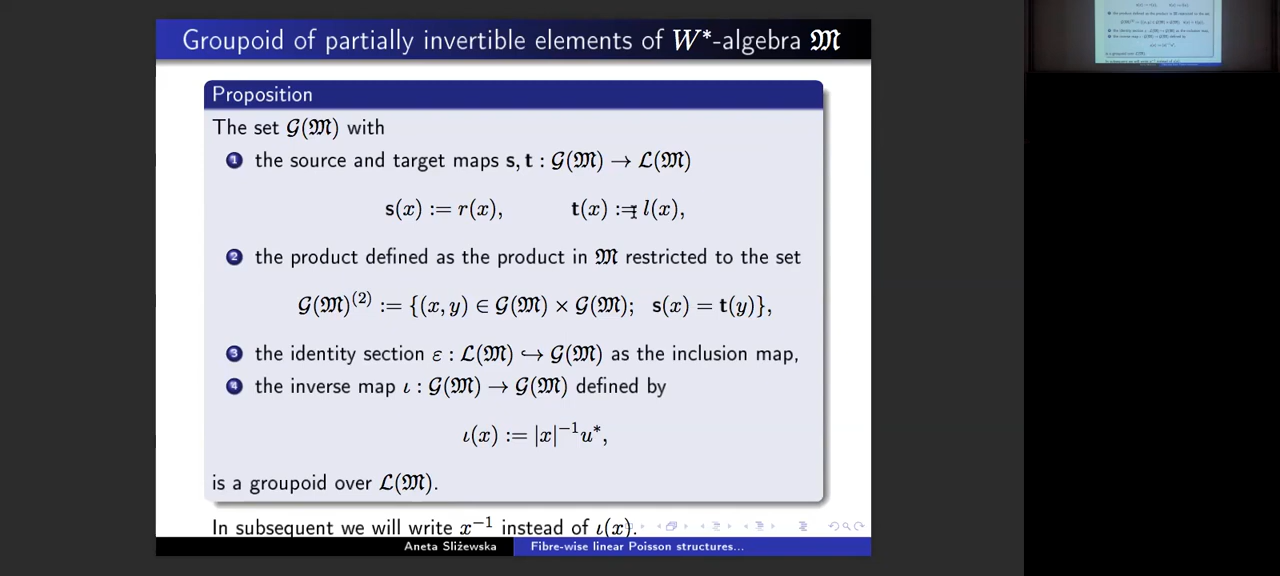 Groupoid of partially invertible elements of W*-algebra 𝔐
Proposition
The set 𝒢(𝔐) with
1 the source and target maps s, t : 𝒢(𝔐) → ℒ(𝔐)
s(x) := r(x), t(x) := l(x),
2 the product defined as the product in 𝔐 restricted to the set
𝒢(𝔐)⁽²⁾ := {(x, y) ∈ 𝒢(𝔐) × 𝒢(𝔐); s(x) = t(y)},
3 the identity section ε : ℒ(𝔐) ↪ 𝒢(𝔐) as the inclusion map,
4 the inverse map ι : 𝒢(𝔐) → 𝒢(𝔐) defined by
ι(x) := |x|⁻¹u*,
is a groupoid over ℒ(𝔐).
In subsequent we will write x⁻¹ instead of ι(x).
Aneta Sliżewska Fibre-wise linear Poisson structures...